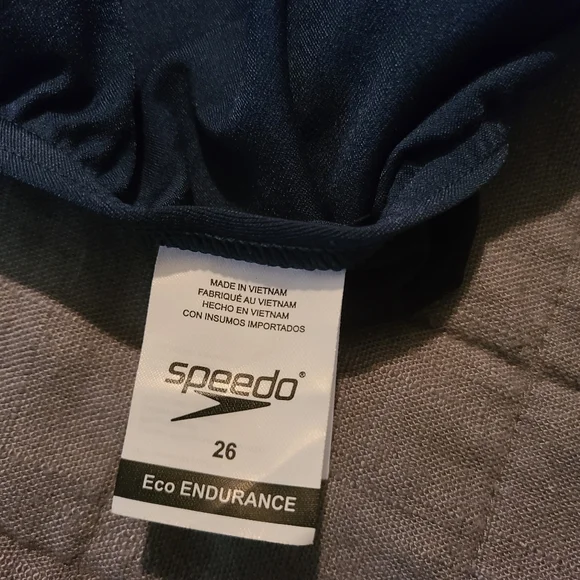 MADE IN VIETNAM
FABRIQUÉ AU VIETNAM
HECHO EN VIETNAM
CON INSUMOS IMPORTADOS
speedo®
26
Eco ENDURANCE